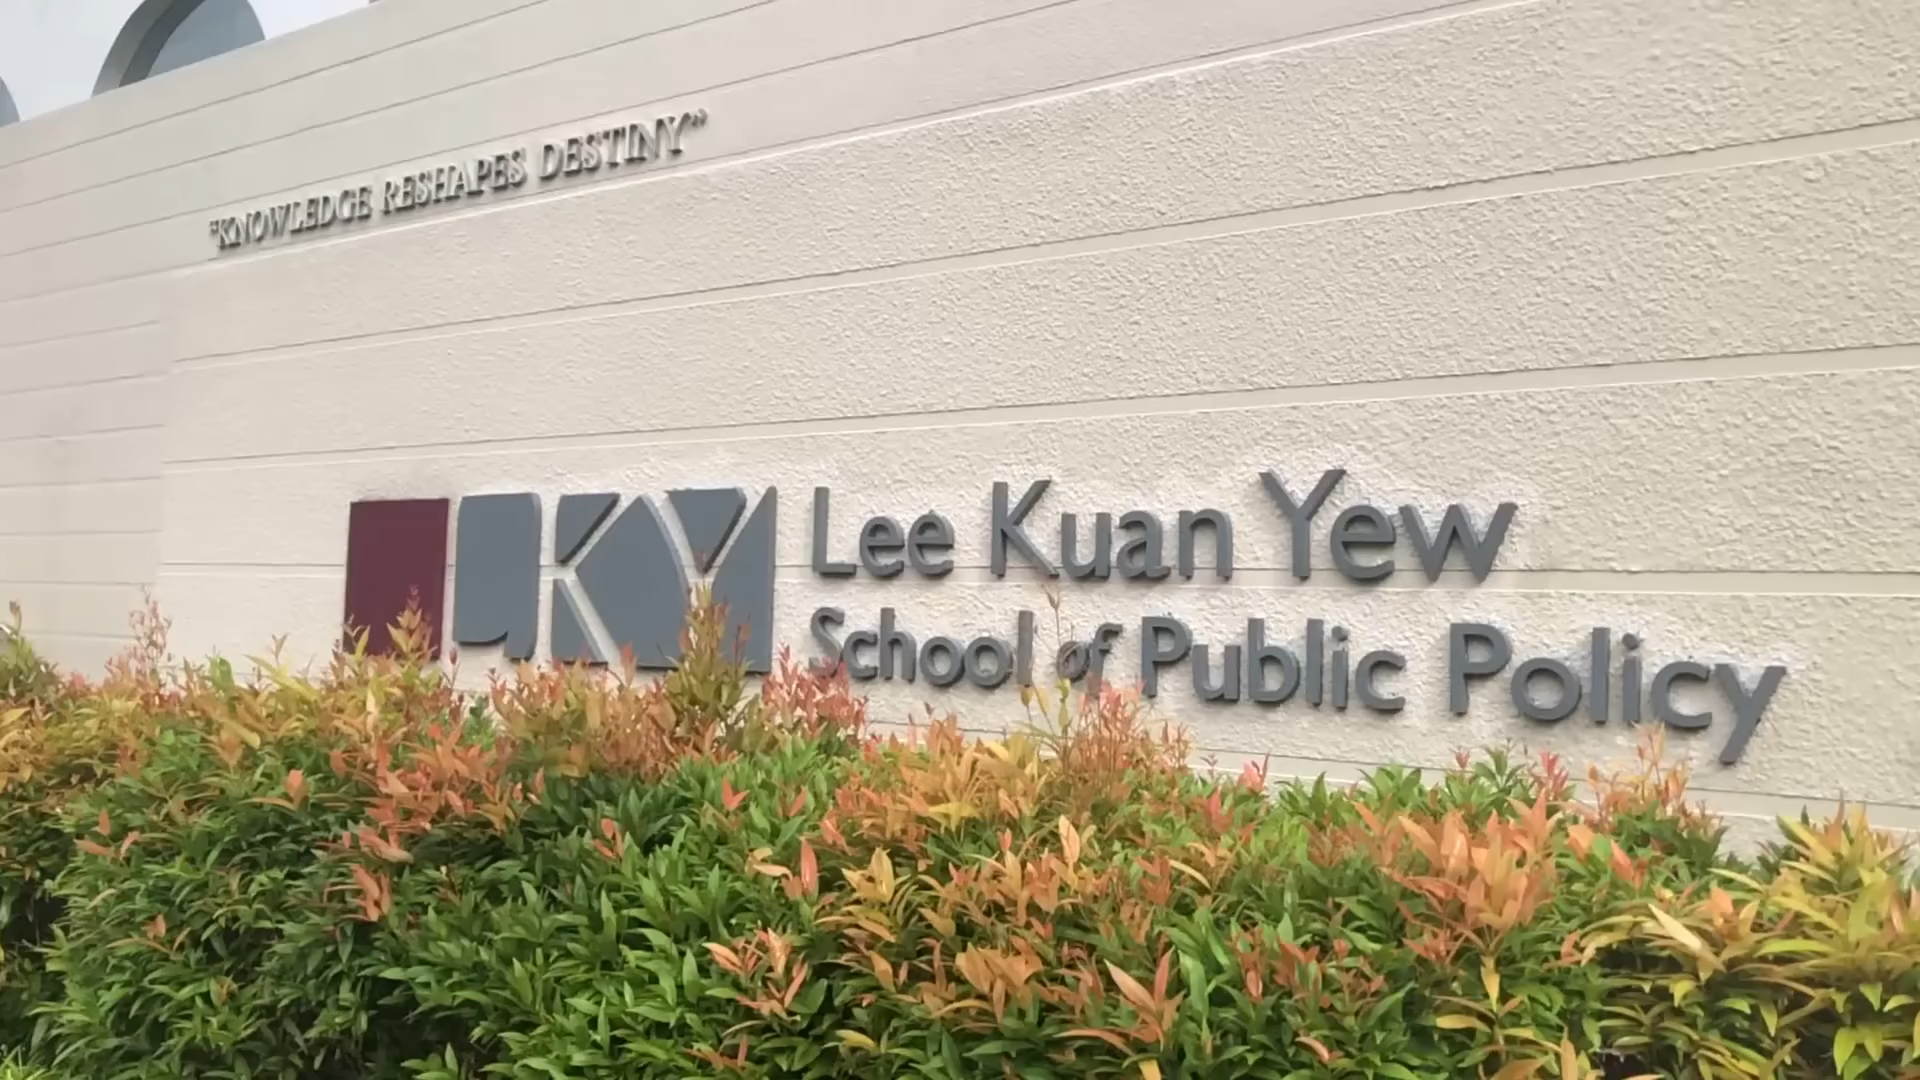 "KNOWLEDGE RESHAPES DESTINY"
LKY Lee Kuan Yew
School of Public Policy